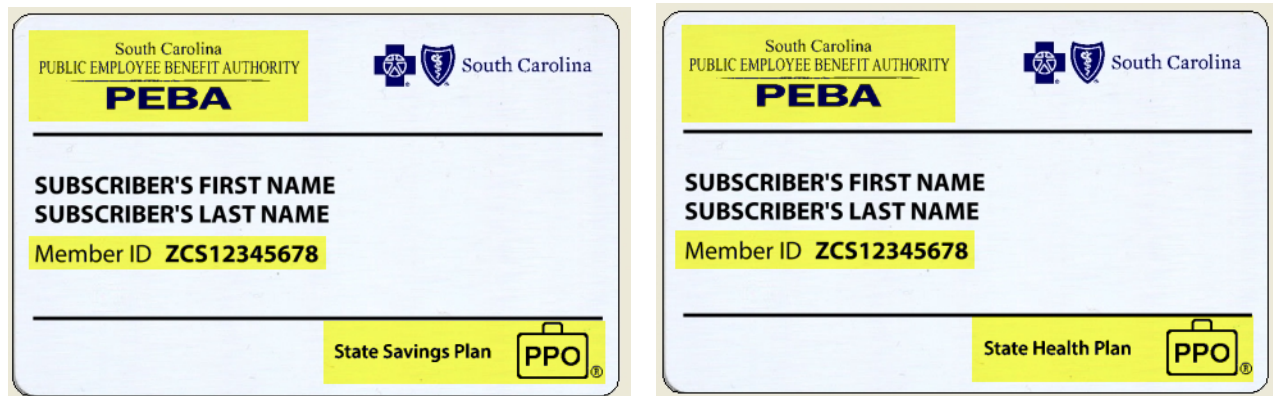 South Carolina
PUBLIC EMPLOYEE BENEFIT AUTHORITY
PEBA
South Carolina
SUBSCRIBER'S FIRST NAME
SUBSCRIBER'S LAST NAME
Member ID ZCS12345678
State Savings Plan
PPO®
South Carolina
PUBLIC EMPLOYEE BENEFIT AUTHORITY
PEBA
South Carolina
SUBSCRIBER'S FIRST NAME
SUBSCRIBER'S LAST NAME
Member ID ZCS12345678
State Health Plan
PPO®